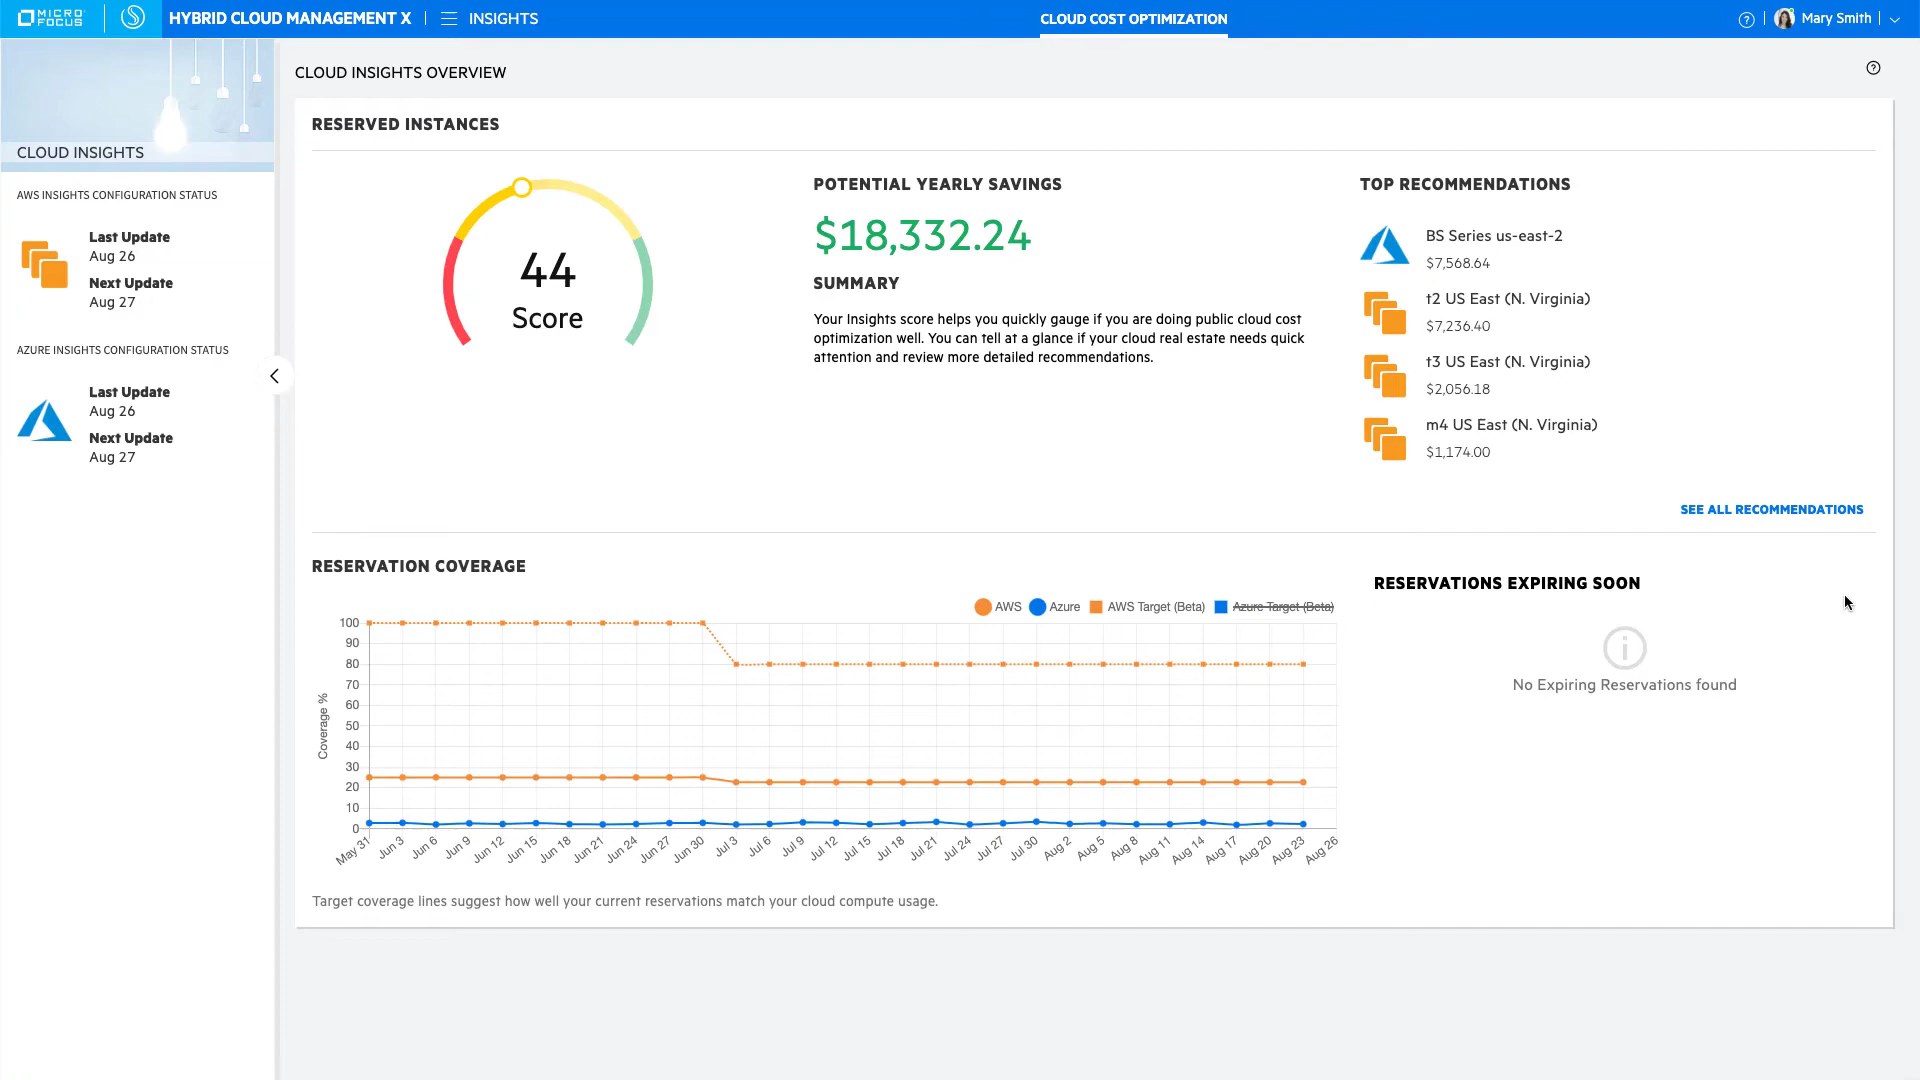 MICRO
FOCUS
HYBRID CLOUD MANAGEMENT X
INSIGHTS
CLOUD COST OPTIMIZATION
Mary Smith
CLOUD INSIGHTS
AWS INSIGHTS CONFIGURATION STATUS
Last Update
Aug 26
Next Update
Aug 27
AZURE INSIGHTS CONFIGURATION STATUS
Last Update
Aug 26
Next Update
Aug 27
CLOUD INSIGHTS OVERVIEW
RESERVED INSTANCES
44
Score
POTENTIAL YEARLY SAVINGS
$18,332.24
SUMMARY
Your Insights score helps you quickly gauge if you are doing public cloud cost
optimization well. You can tell at a glance if your cloud real estate needs quick
attention and review more detailed recommendations.
TOP RECOMMENDATIONS
BS Series us-east-2
$7,568.64
t2 US East (N. Virginia)
$7,236.40
t3 US East (N. Virginia)
$2,056.18
m4 US East (N. Virginia)
$1,174.00
SEE ALL RECOMMENDATIONS
RESERVATION COVERAGE
AWS Azure AWS Target (Beta) Azure Target (Beta)
Coverage %
100
90
80
70
60
50
40
30
20
10
0
May 31 Jun 3 Jun 6 Jun 9 Jun 12 Jun 15 Jun 18 Jun 21 Jun 24 Jun 27 Jun 30 Jul 3 Jul 6 Jul 9 Jul 12 Jul 15 Jul 18 Jul 21 Jul 24 Jul 27 Jul 30 Aug 2 Aug 5 Aug 8 Aug 11 Aug 14 Aug 17 Aug 20 Aug 23 Aug 26
Target coverage lines suggest how well your current reservations match your cloud compute usage.
RESERVATIONS EXPIRING SOON
No Expiring Reservations found